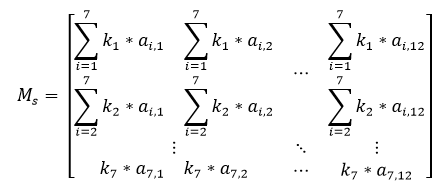 M_s = [ ∑_{i=1}^{7} k_1 * a_{i,1}   ∑_{i=1}^{7} k_1 * a_{i,2}   ⋯   ∑_{i=1}^{7} k_1 * a_{i,12}
∑_{i=2}^{7} k_2 * a_{i,1}   ∑_{i=2}^{7} k_2 * a_{i,2}   ∑_{i=2}^{7} k_2 * a_{i,12}
⋮   ⋱   ⋮
k_7 * a_{7,1}   k_7 * a_{7,2}   ⋯   k_7 * a_{7,12} ]